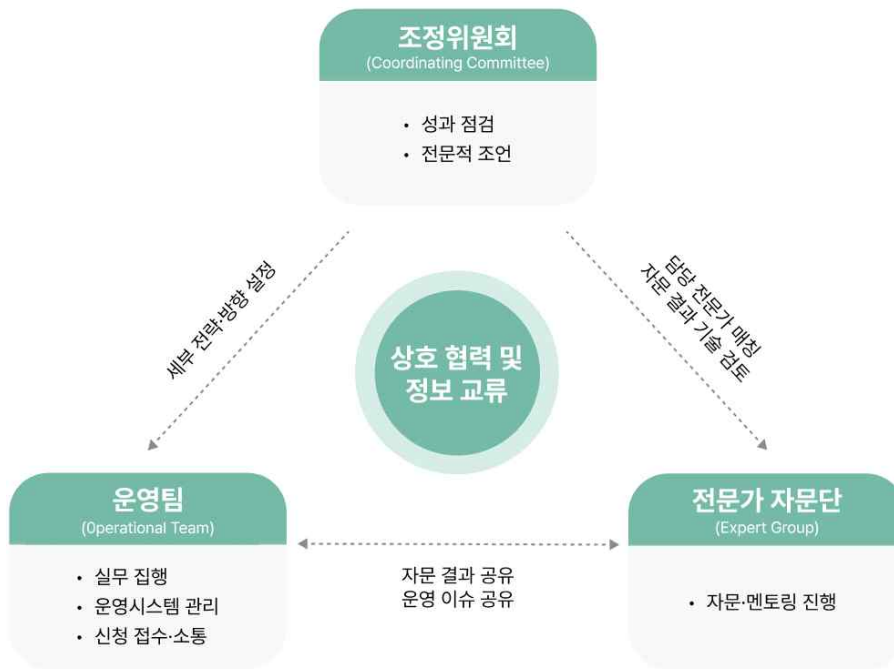 조정위원회
(Coordinating Committee)
• 성과 점검
• 전문적 조언
세부 전략·방향 설정
담당 전문가 매칭
자문 결과 기술 검토
상호 협력 및
정보 교류
운영팀
(Operational Team)
• 실무 집행
• 운영시스템 관리
• 신청 접수·소통
자문 결과 공유
운영 이슈 공유
전문가 자문단
(Expert Group)
• 자문·멘토링 진행